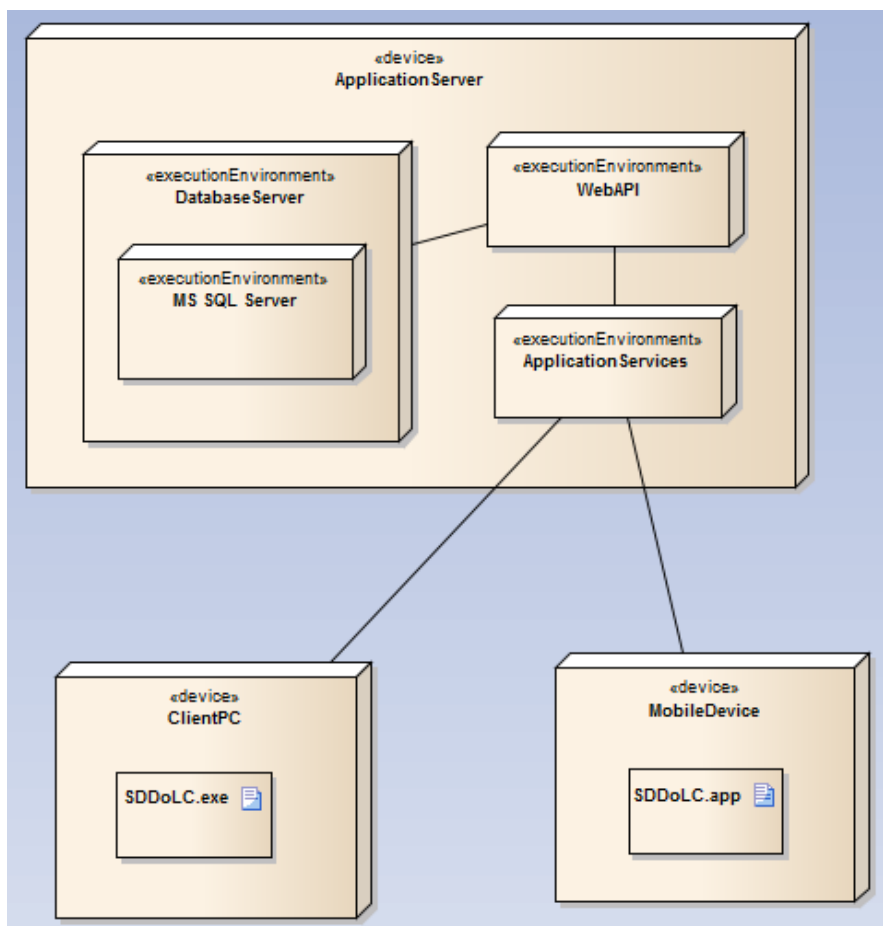 «device»
ApplicationServer
«executionEnvironment»
DatabaseServer
«executionEnvironment»
MS SQL Server
«executionEnvironment»
WebAPI
«executionEnvironment»
ApplicationServices
«device»
ClientPC
SDDoLC.exe
«device»
MobileDevice
SDDoLC.app